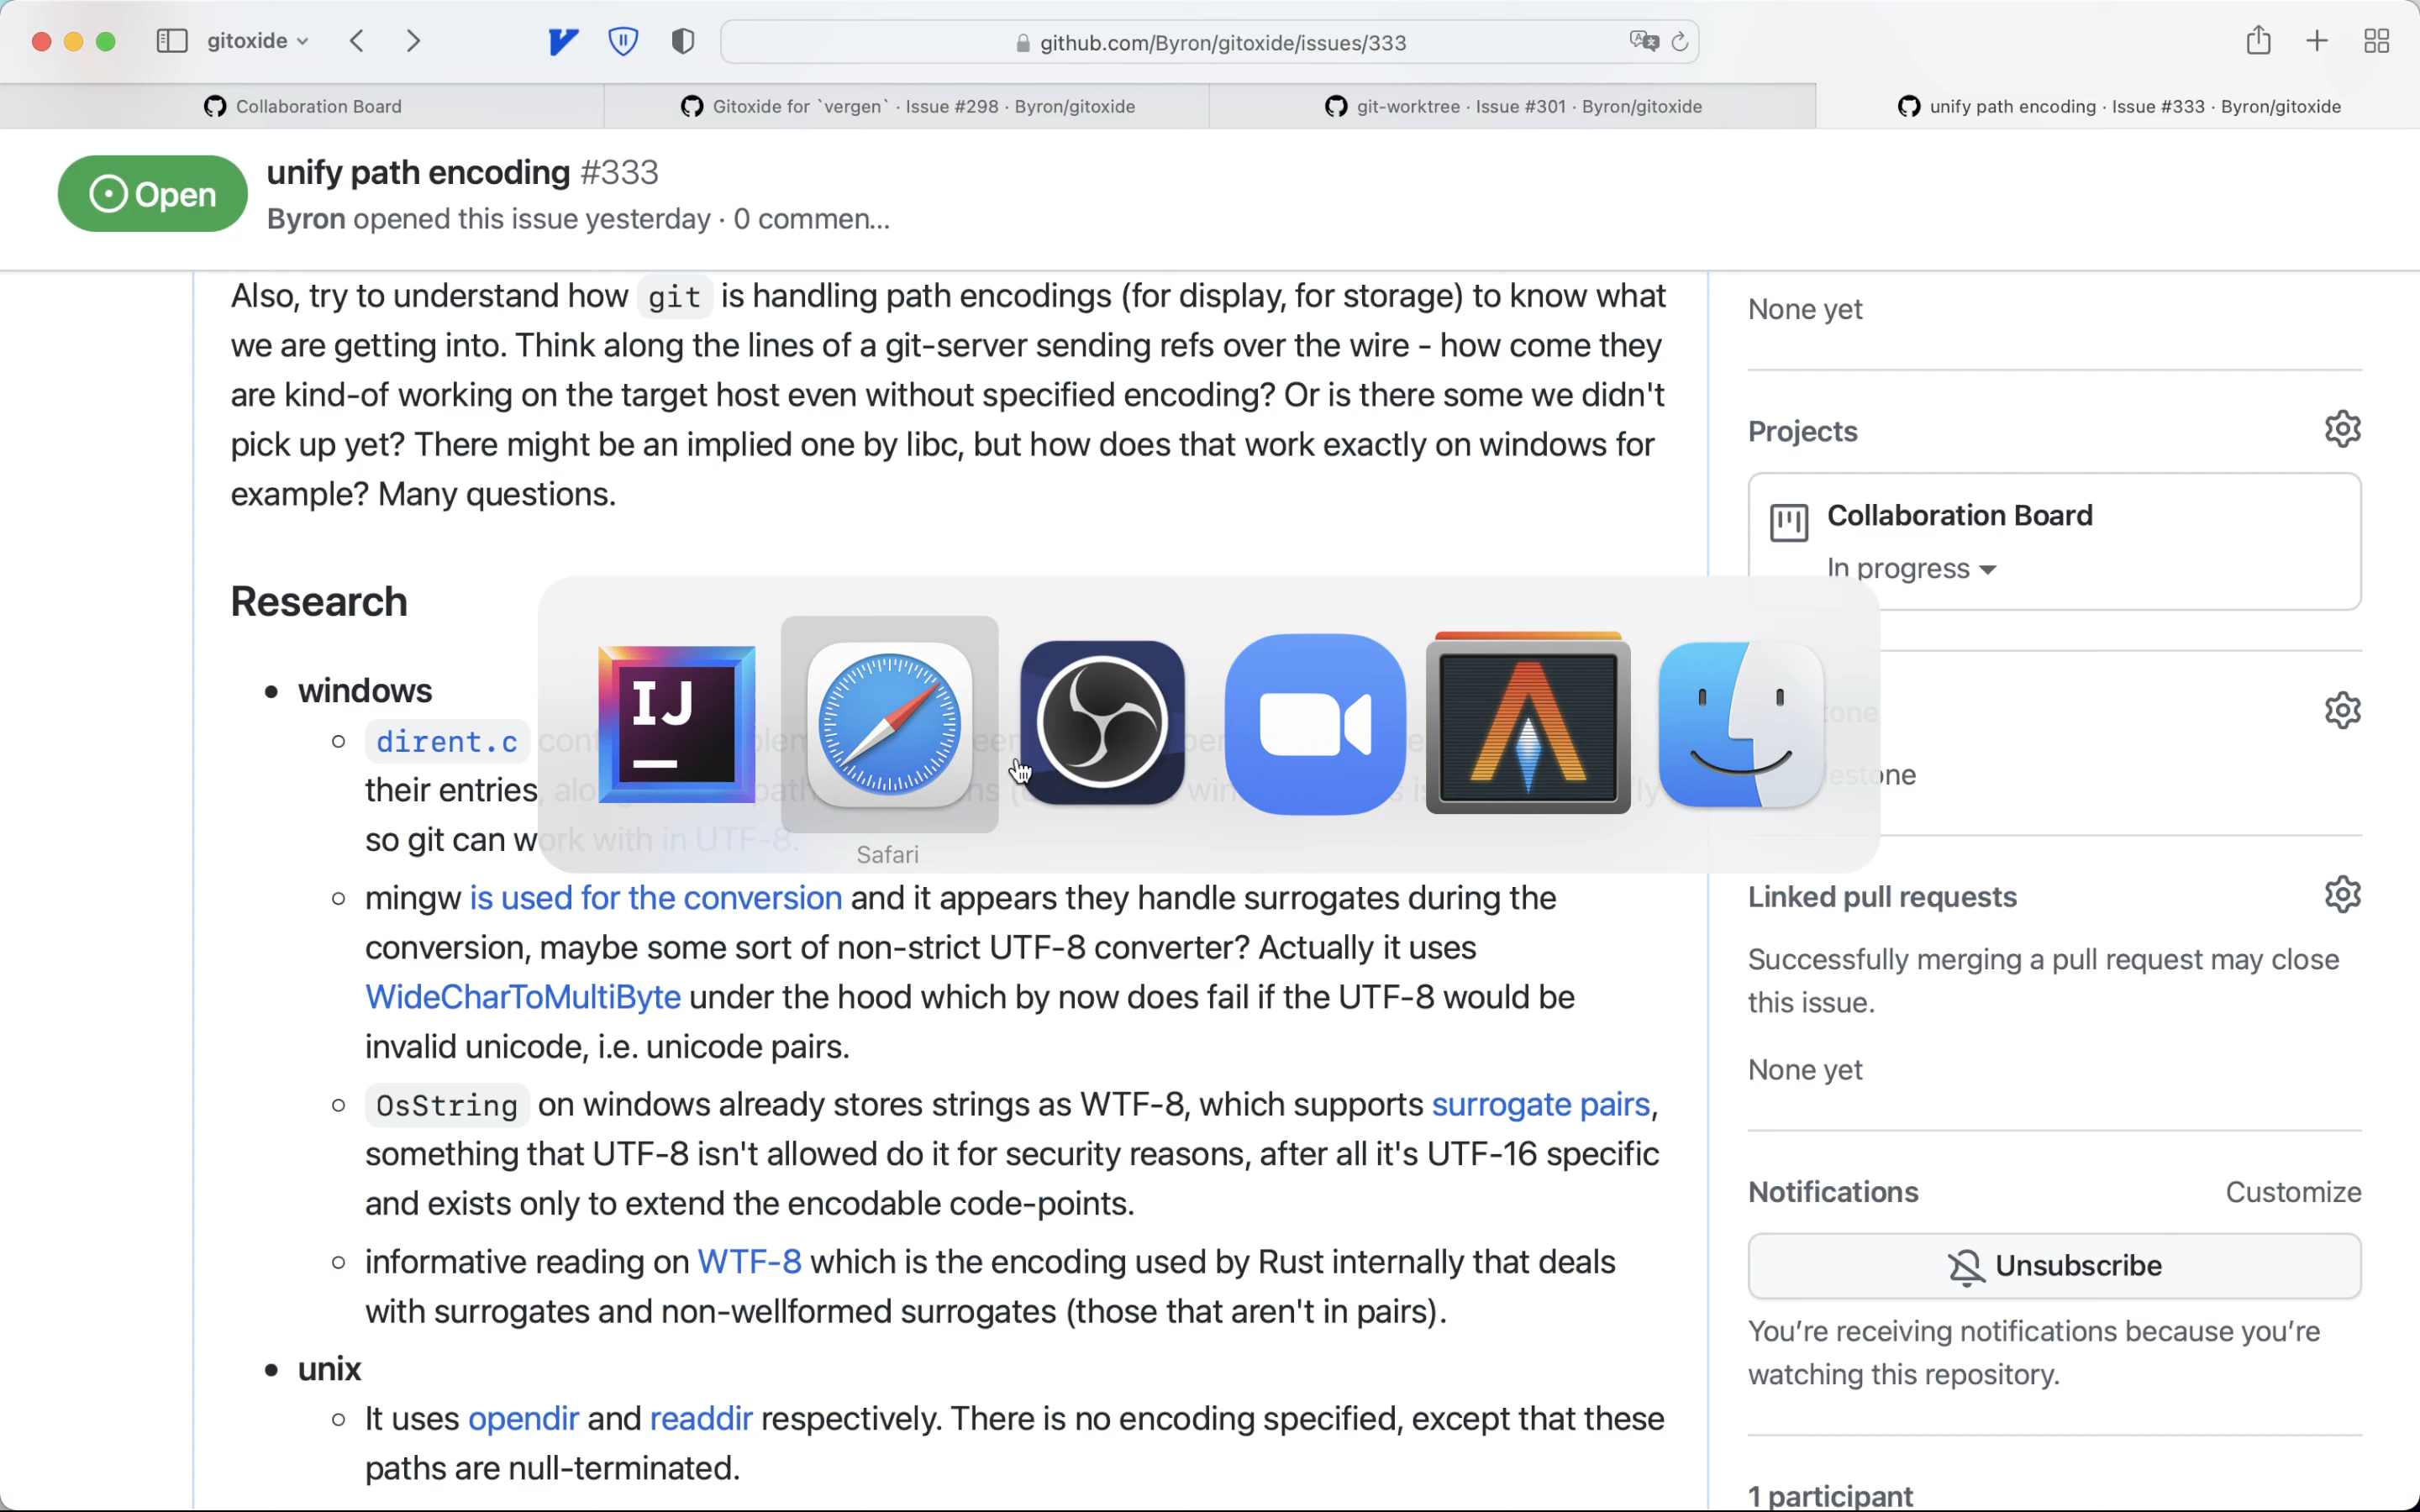 gitoxide
github.com/Byron/gitoxide/issues/333
Collaboration Board
Gitoxide for `vergen` · Issue #298 · Byron/gitoxide
git-worktree · Issue #301 · Byron/gitoxide
unify path encoding · Issue #333 · Byron/gitoxide
Open
unify path encoding #333
Byron opened this issue yesterday · 0 commen...
Also, try to understand how git is handling path encodings (for display, for storage) to know what
we are getting into. Think along the lines of a git-server sending refs over the wire - how come they
are kind-of working on the target host even without specified encoding? Or is there some we didn't
pick up yet? There might be an implied one by libc, but how does that work exactly on windows for
example? Many questions.
Research
windows
dirent.c
their entries,
so git can work with in UTF-8.
IJ
Safari
mingw is used for the conversion and it appears they handle surrogates during the
conversion, maybe some sort of non-strict UTF-8 converter? Actually it uses
WideCharToMultiByte under the hood which by now does fail if the UTF-8 would be
invalid unicode, i.e. unicode pairs.
OsString on windows already stores strings as WTF-8, which supports surrogate pairs,
something that UTF-8 isn't allowed do it for security reasons, after all it's UTF-16 specific
and exists only to extend the encodable code-points.
informative reading on WTF-8 which is the encoding used by Rust internally that deals
with surrogates and non-wellformed surrogates (those that aren't in pairs).
unix
It uses opendir and readdir respectively. There is no encoding specified, except that these
paths are null-terminated.
None yet
Projects
Collaboration Board
In progress
Linked pull requests
Successfully merging a pull request may close
this issue.
None yet
Notifications
Customize
Unsubscribe
You're receiving notifications because you're
watching this repository.
1 participant